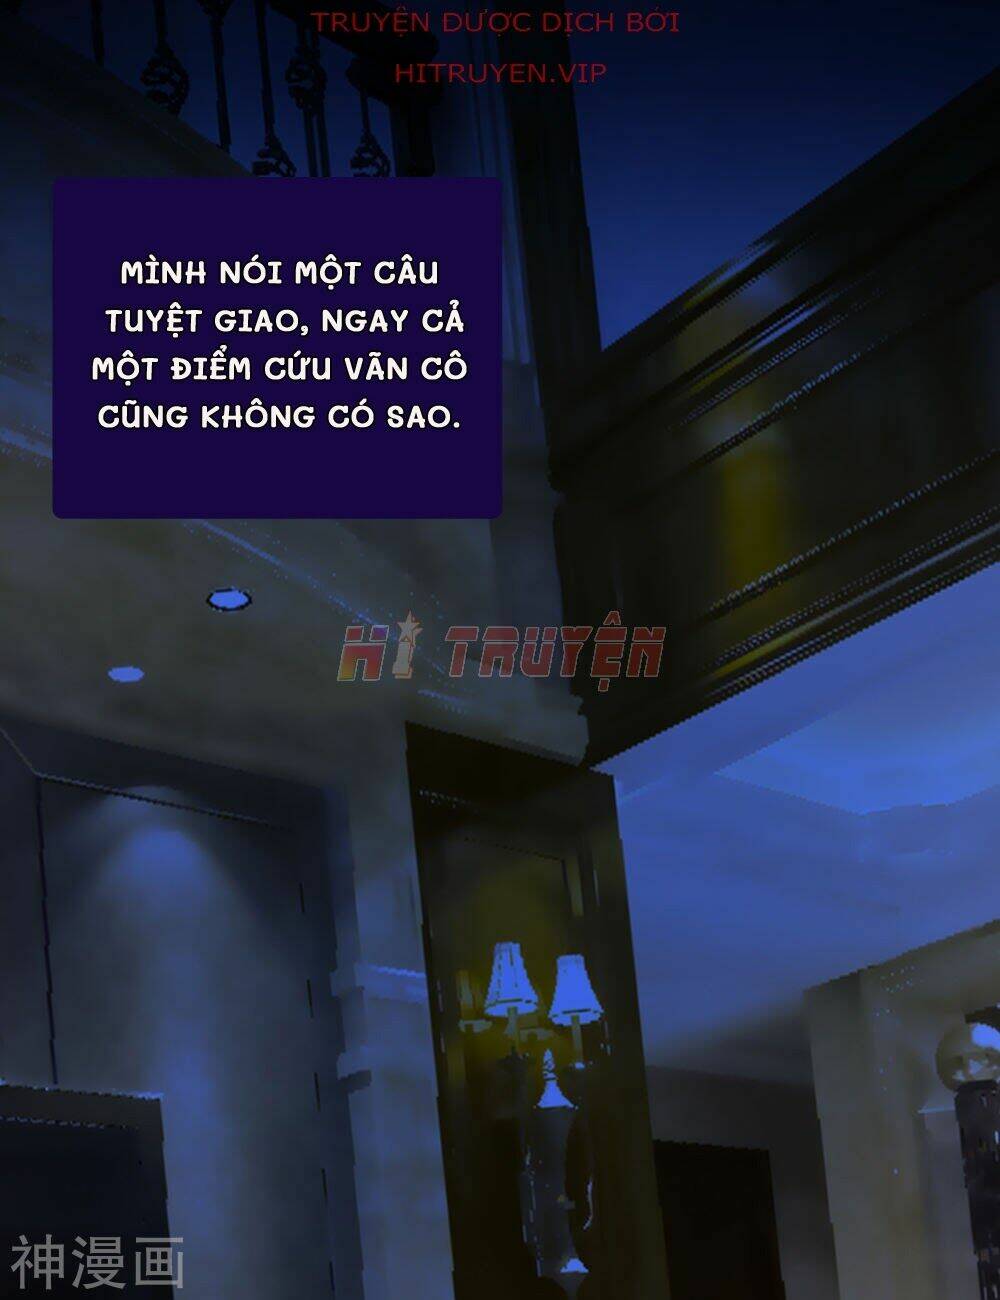 TRUYỆN ĐƯỢC DỊCH BỞI
HITRUYEN.VIP
MÌNH NÓI MỘT CÂU
TUYỆT GIAO, NGAY CẢ
MỘT ĐIỂM CỨU VÃN CÔ
CŨNG KHÔNG CÓ SAO.
HI TRUYỆN
神漫画